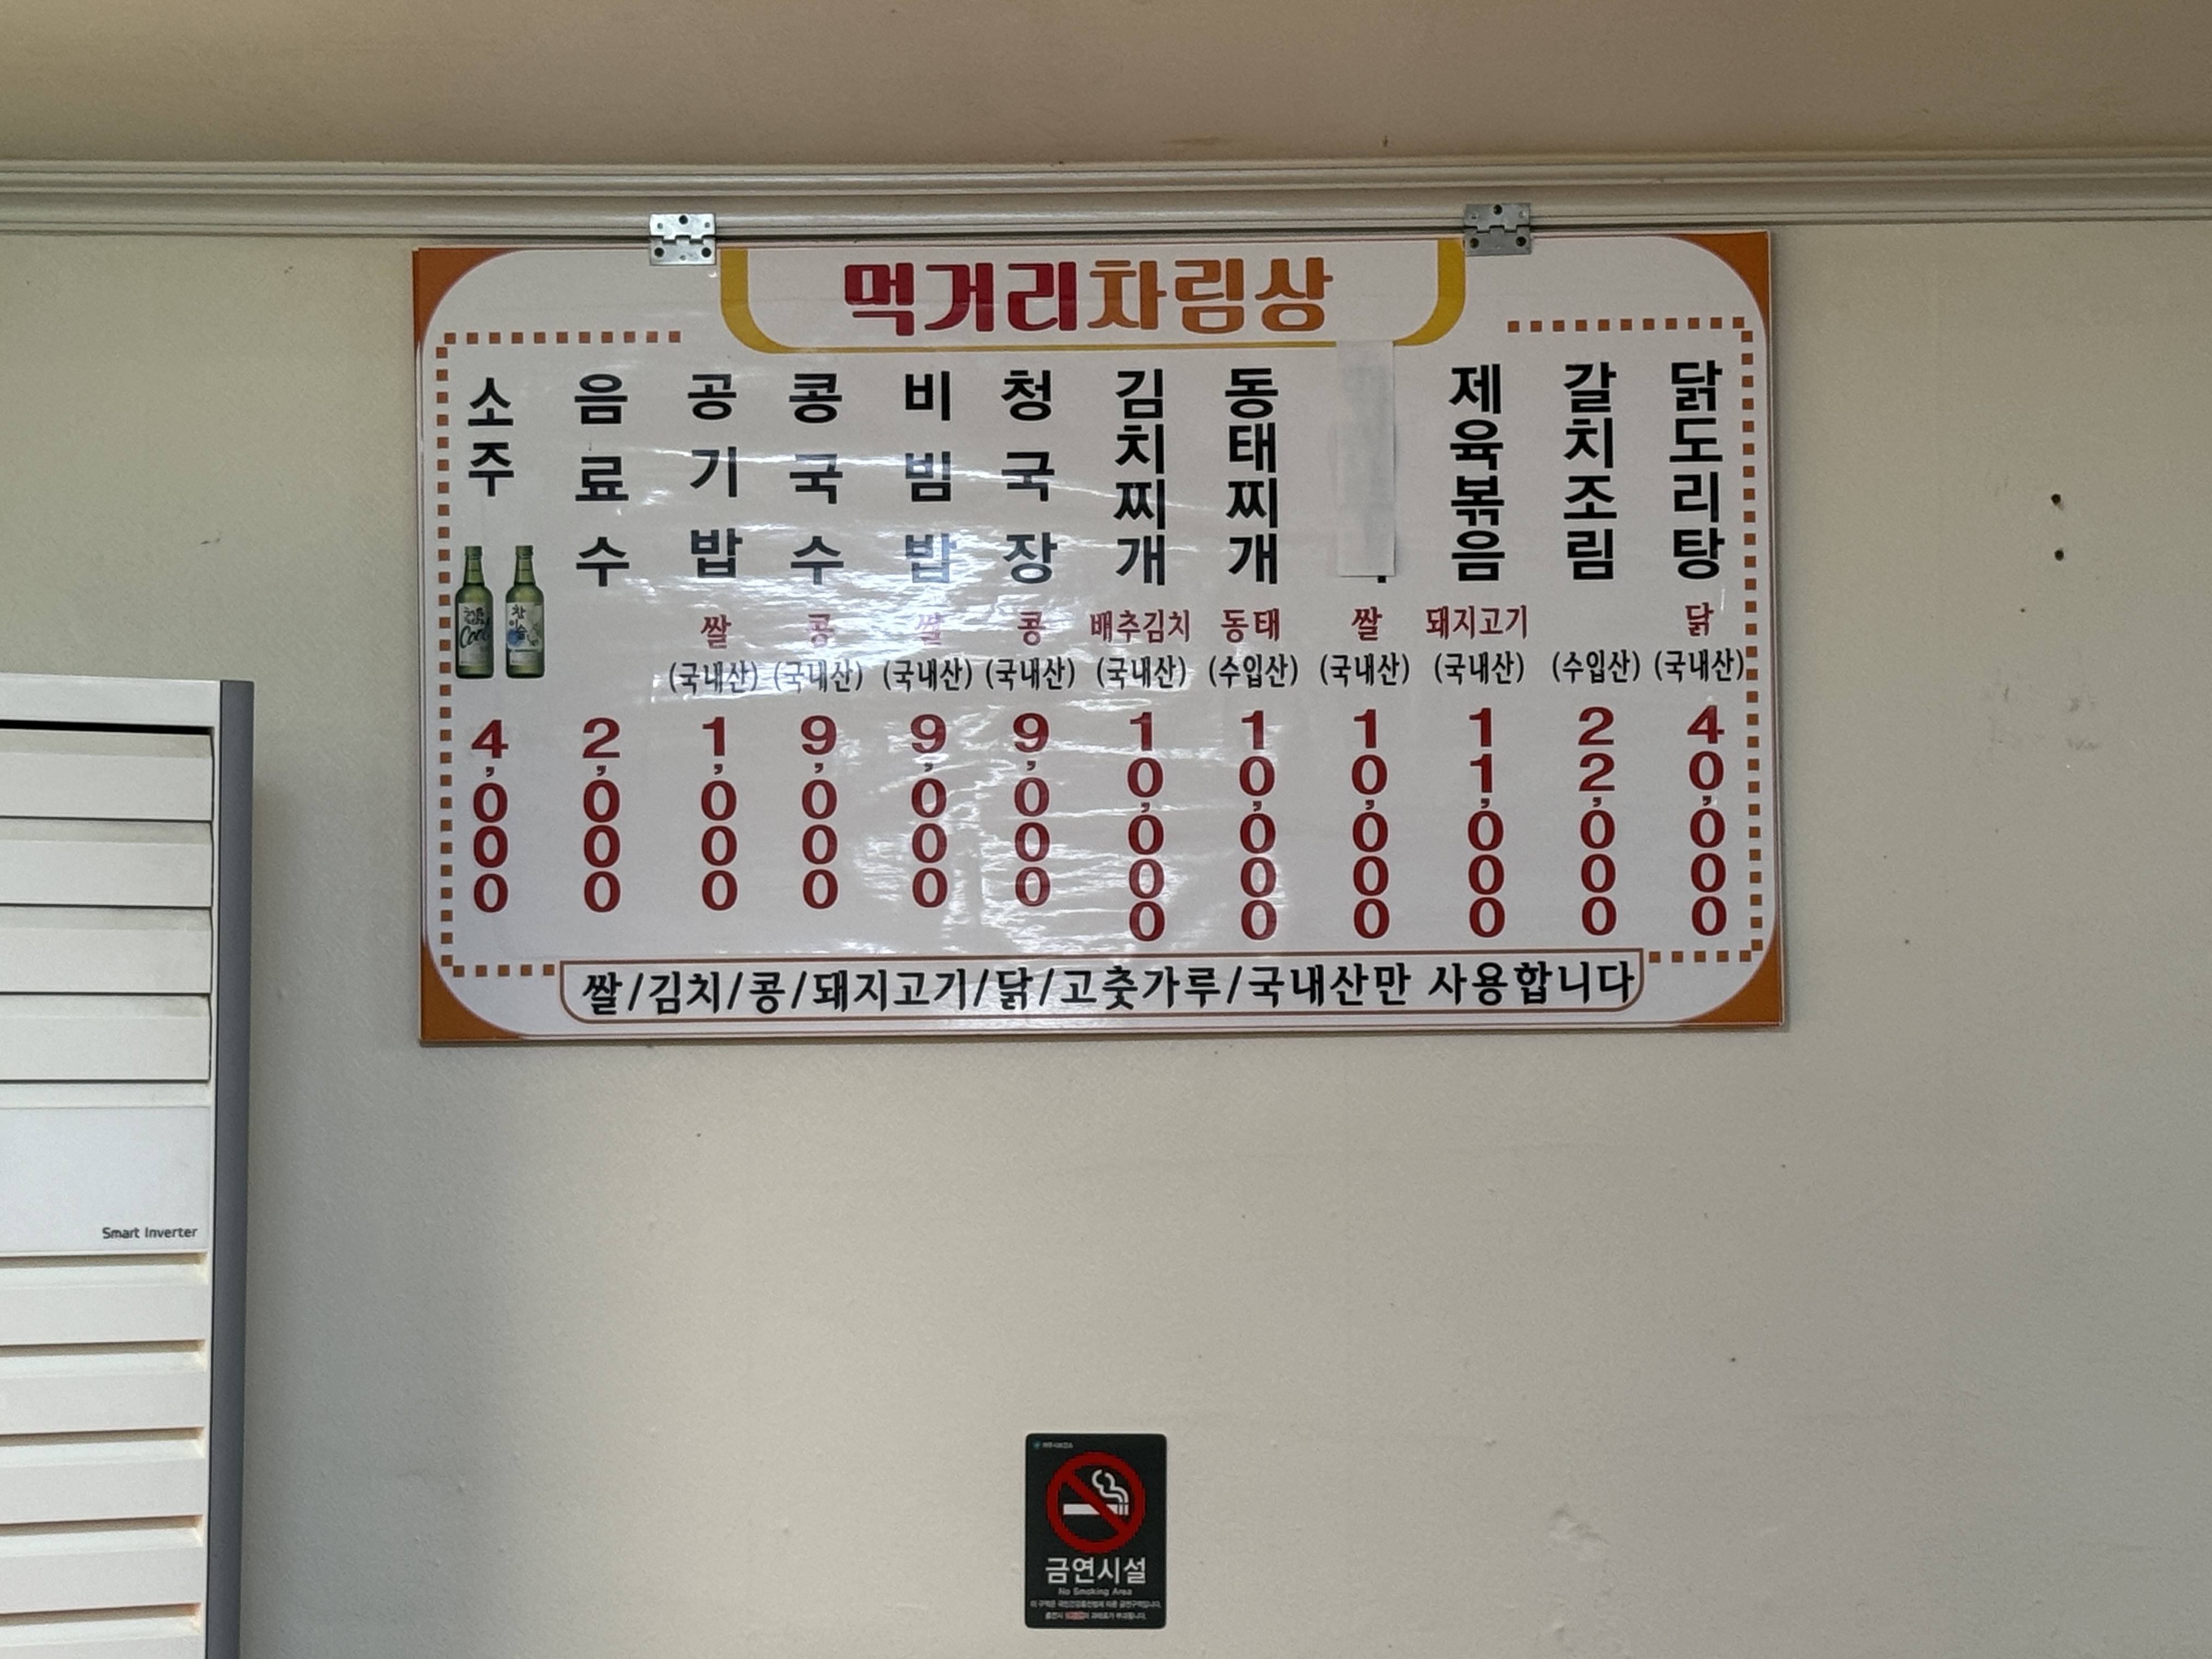 먹거리차림상
소주
음료수
공기밥
콩국수
비빔밥
청국장
김치찌개
동태찌개
제육볶음
갈치조림
닭도리탕
쌀 콩 쌀 콩 배추김치 동태 쌀 돼지고기 닭
(국내산) (국내산) (국내산) (국내산) (국내산) (수입산) (국내산) (국내산) (수입산) (국내산)
4,000
2,000
1,000
9,000
9,000
9,000
10,000
10,000
10,000
11,000
22,000
40,000
쌀/김치/콩/돼지고기/닭/고춧가루/국내산만 사용합니다
Smart Inverter
금연시설
No Smoking Area